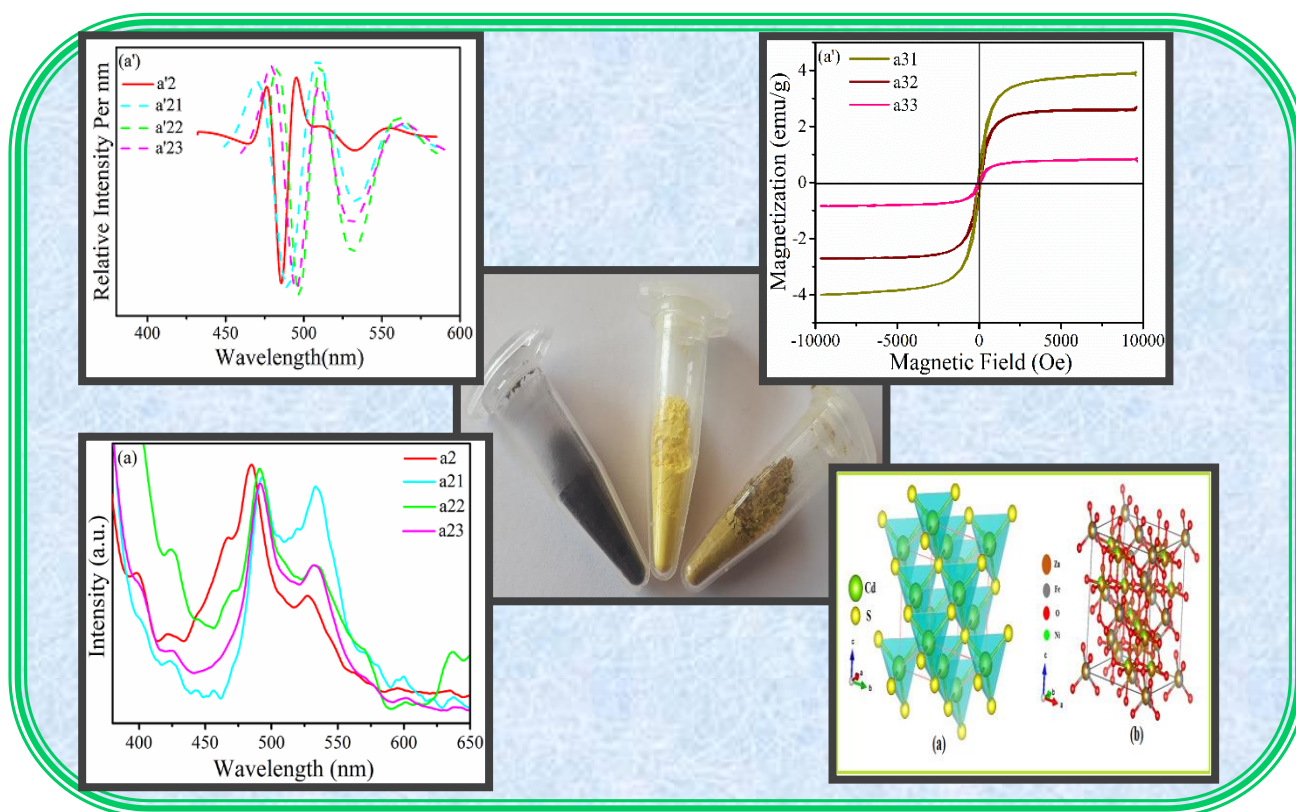 (a')
a'2
a'21
a'22
a'23
Relative Intensity Per nm
400
450
500
550
600
Wavelength(nm)
(a')
a31
a32
a33
Magnetization (emu/g)
4
2
0
-2
-4
-10000
-5000
0
5000
10000
Magnetic Field (Oe)
(a)
a2
a21
a22
a23
Intensity (a.u.)
400
450
500
550
600
650
Wavelength (nm)
Cd
S
c
a
b
(a)
Zn
Fe
O
Ni
c
b
a
(b)